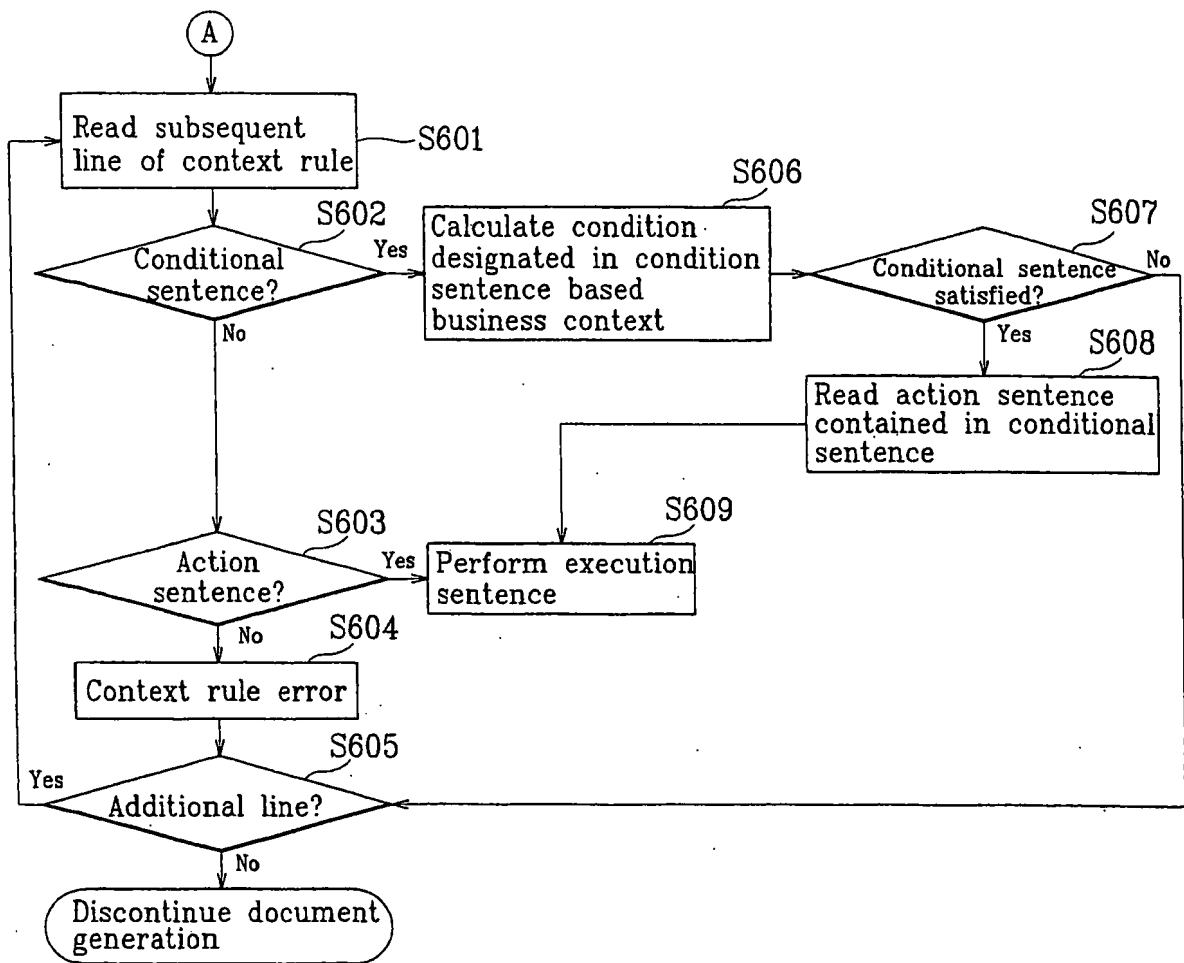 A
Read subsequent
line of context rule
S601
S602
Conditional
sentence?
Yes
No
S606
Calculate condition
designated in condition
sentence based
business context
S607
Conditional sentence
satisfied?
No
Yes
S608
Read action sentence
contained in conditional
sentence
S603
Action
sentence?
Yes
No
S609
Perform execution
sentence
S604
Context rule error
S605
Additional line?
Yes
No
Discontinue document
generation